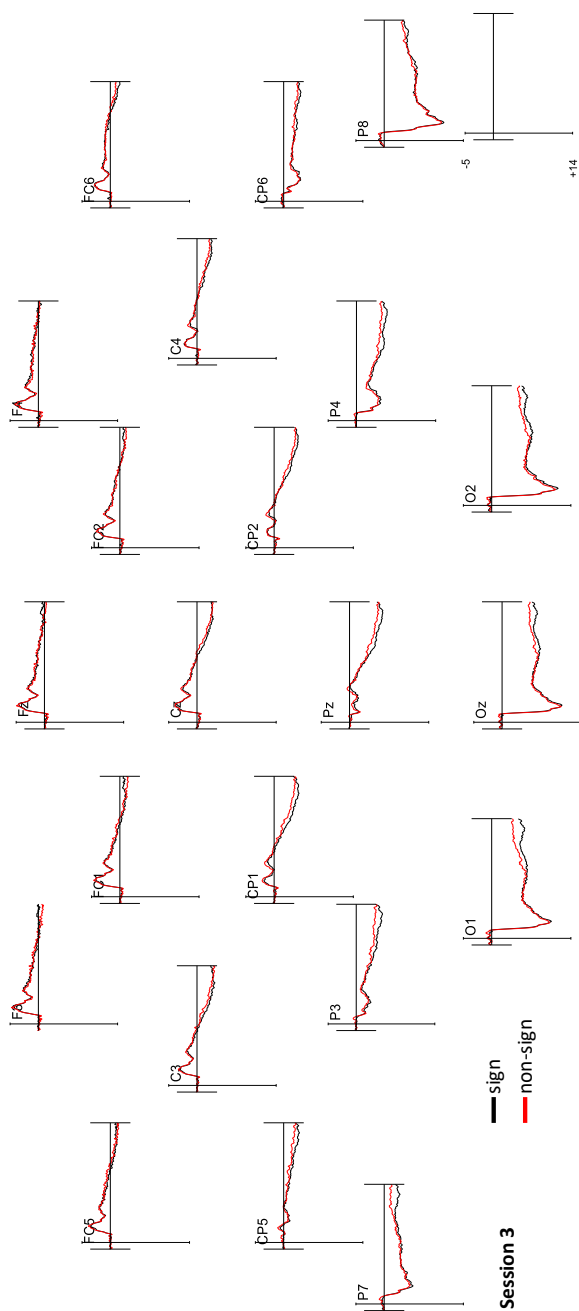 F3 Fz F4
FC5 FC1 FC2 FC6
C3 Cz C4
CP5 CP1 CP2 CP6
P3 Pz P4
P7 P8
O1 Oz O2
-5
sign
Session 3
non-sign
+14